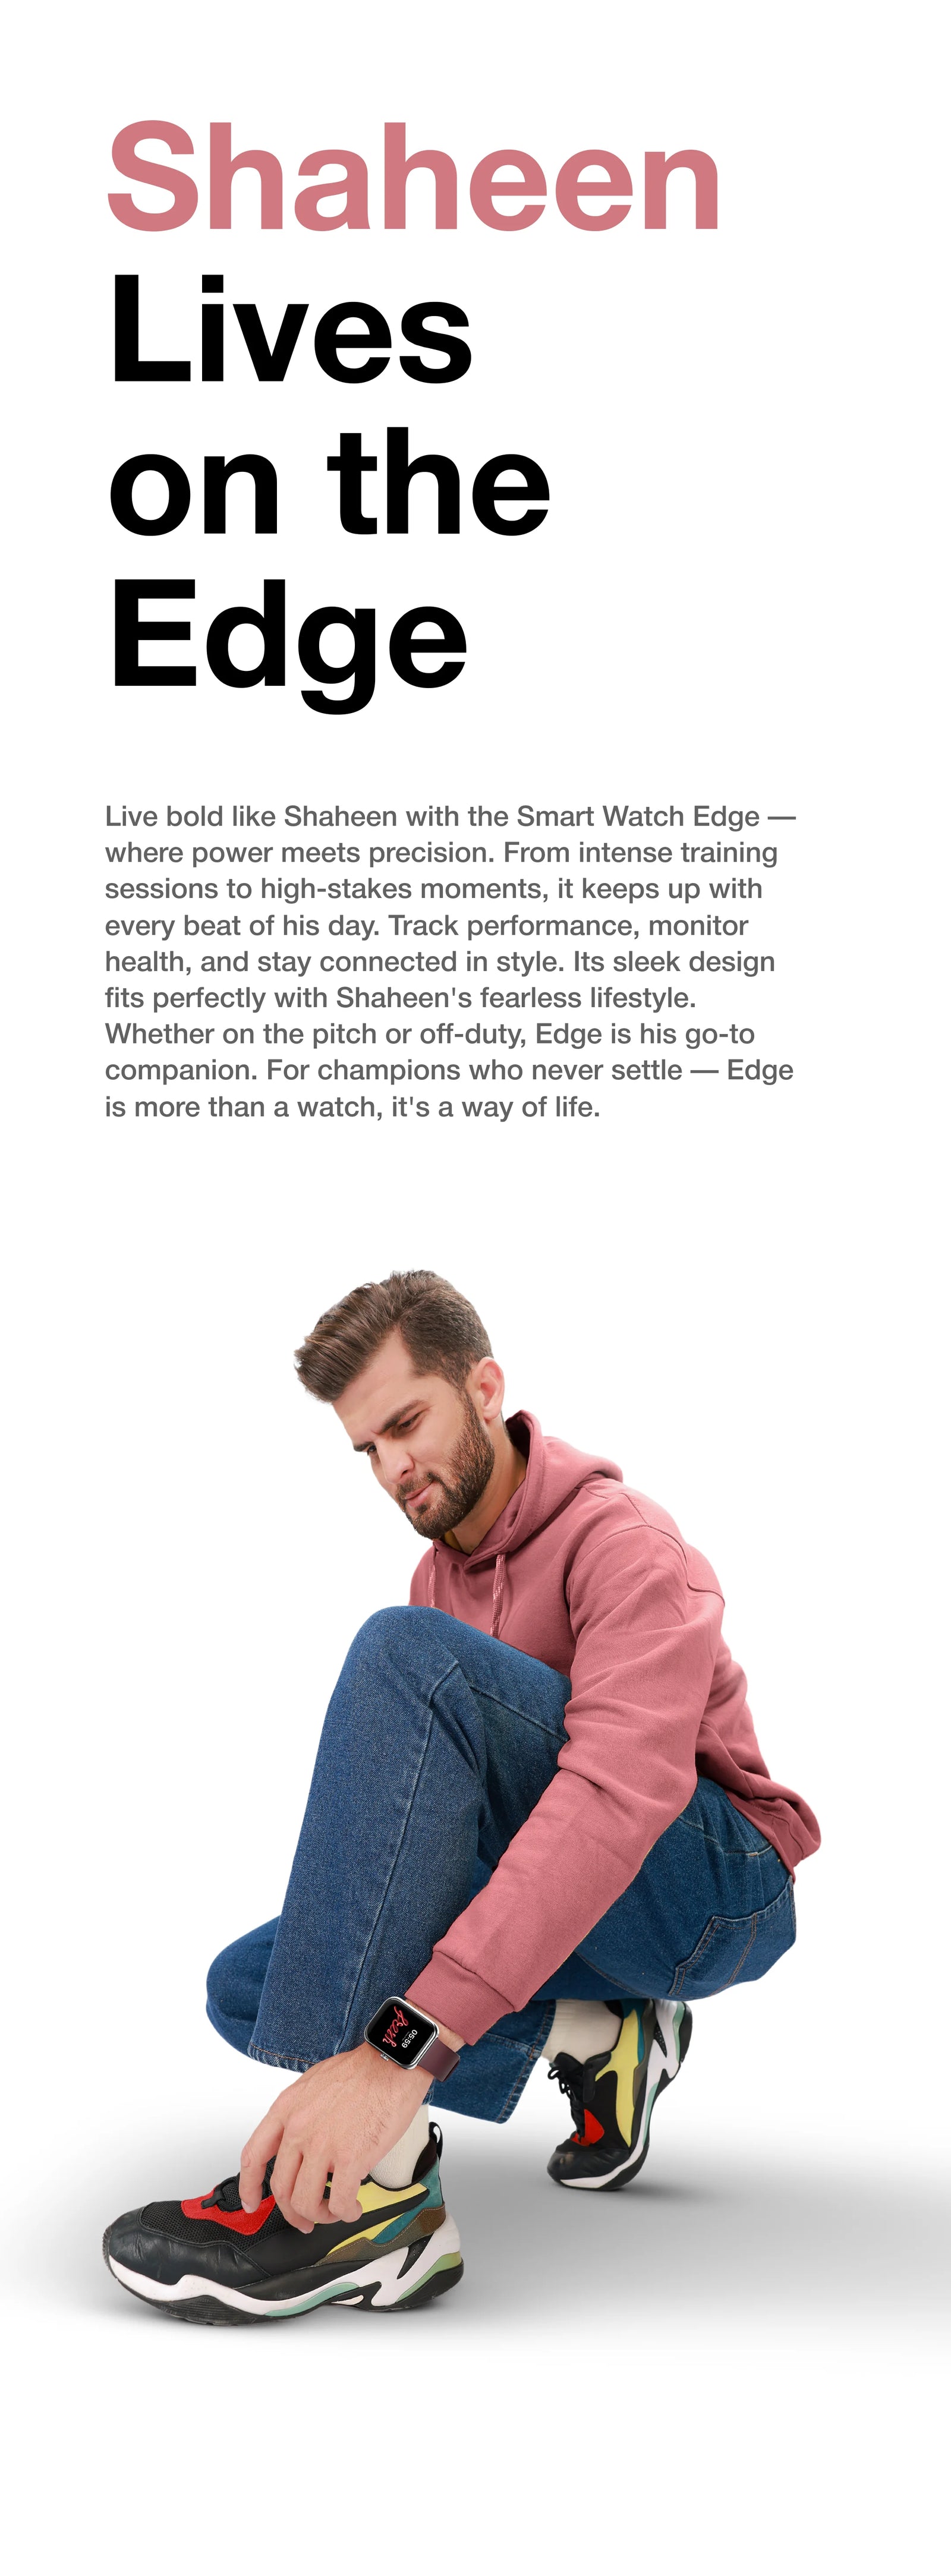 Shaheen
Lives
on the
Edge
Live bold like Shaheen with the Smart Watch Edge —
where power meets precision. From intense training
sessions to high-stakes moments, it keeps up with
every beat of his day. Track performance, monitor
health, and stay connected in style. Its sleek design
fits perfectly with Shaheen's fearless lifestyle.
Whether on the pitch or off-duty, Edge is his go-to
companion. For champions who never settle — Edge
is more than a watch, it's a way of life.
05:59